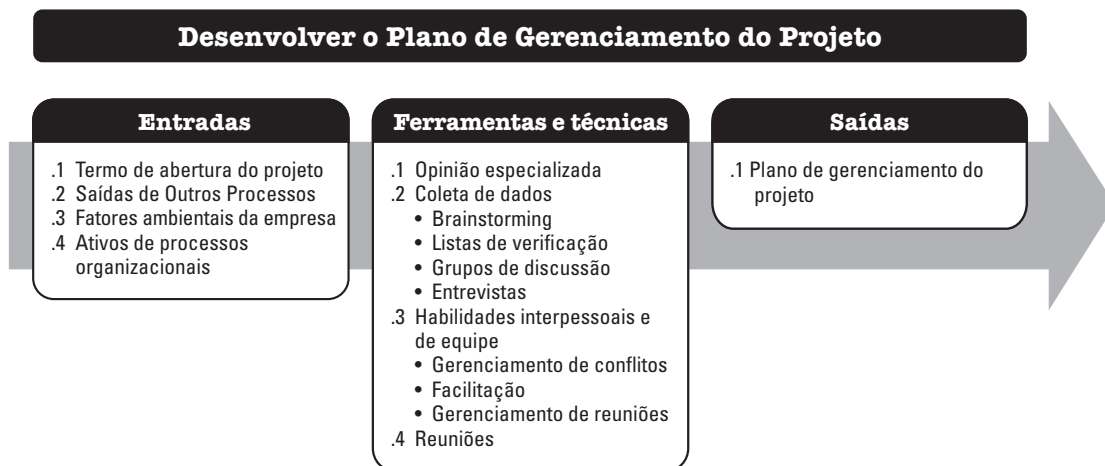 Desenvolver o Plano de Gerenciamento do Projeto
Entradas
.1 Termo de abertura do projeto
.2 Saídas de Outros Processos
.3 Fatores ambientais da empresa
.4 Ativos de processos
organizacionais
Ferramentas e técnicas
.1 Opinião especializada
.2 Coleta de dados
• Brainstorming
• Listas de verificação
• Grupos de discussão
• Entrevistas
.3 Habilidades interpessoais e
de equipe
• Gerenciamento de conflitos
• Facilitação
• Gerenciamento de reuniões
.4 Reuniões
Saídas
.1 Plano de gerenciamento do
projeto